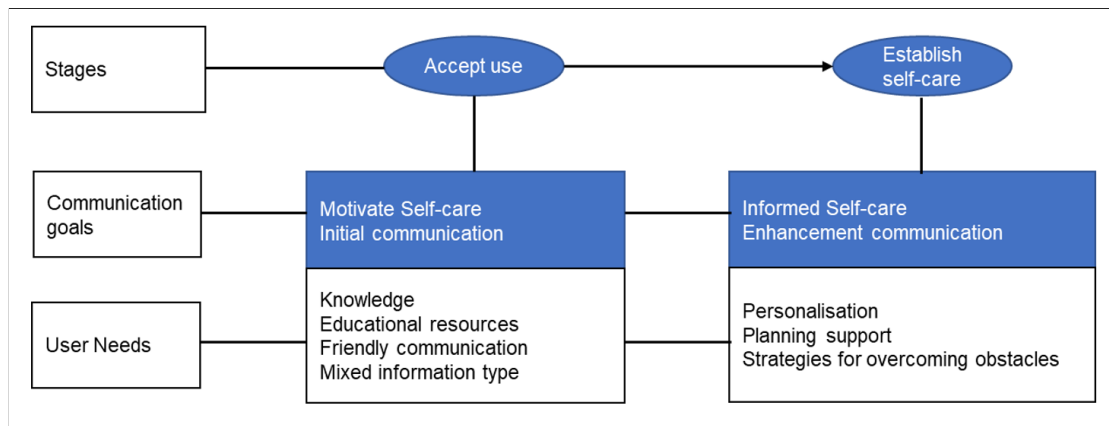 Stages
Accept use
Establish
self-care
Communication
goals
Motivate Self-care
Initial communication
Informed Self-care
Enhancement communication
User Needs
Knowledge
Educational resources
Friendly communication
Mixed information type
Personalisation
Planning support
Strategies for overcoming obstacles